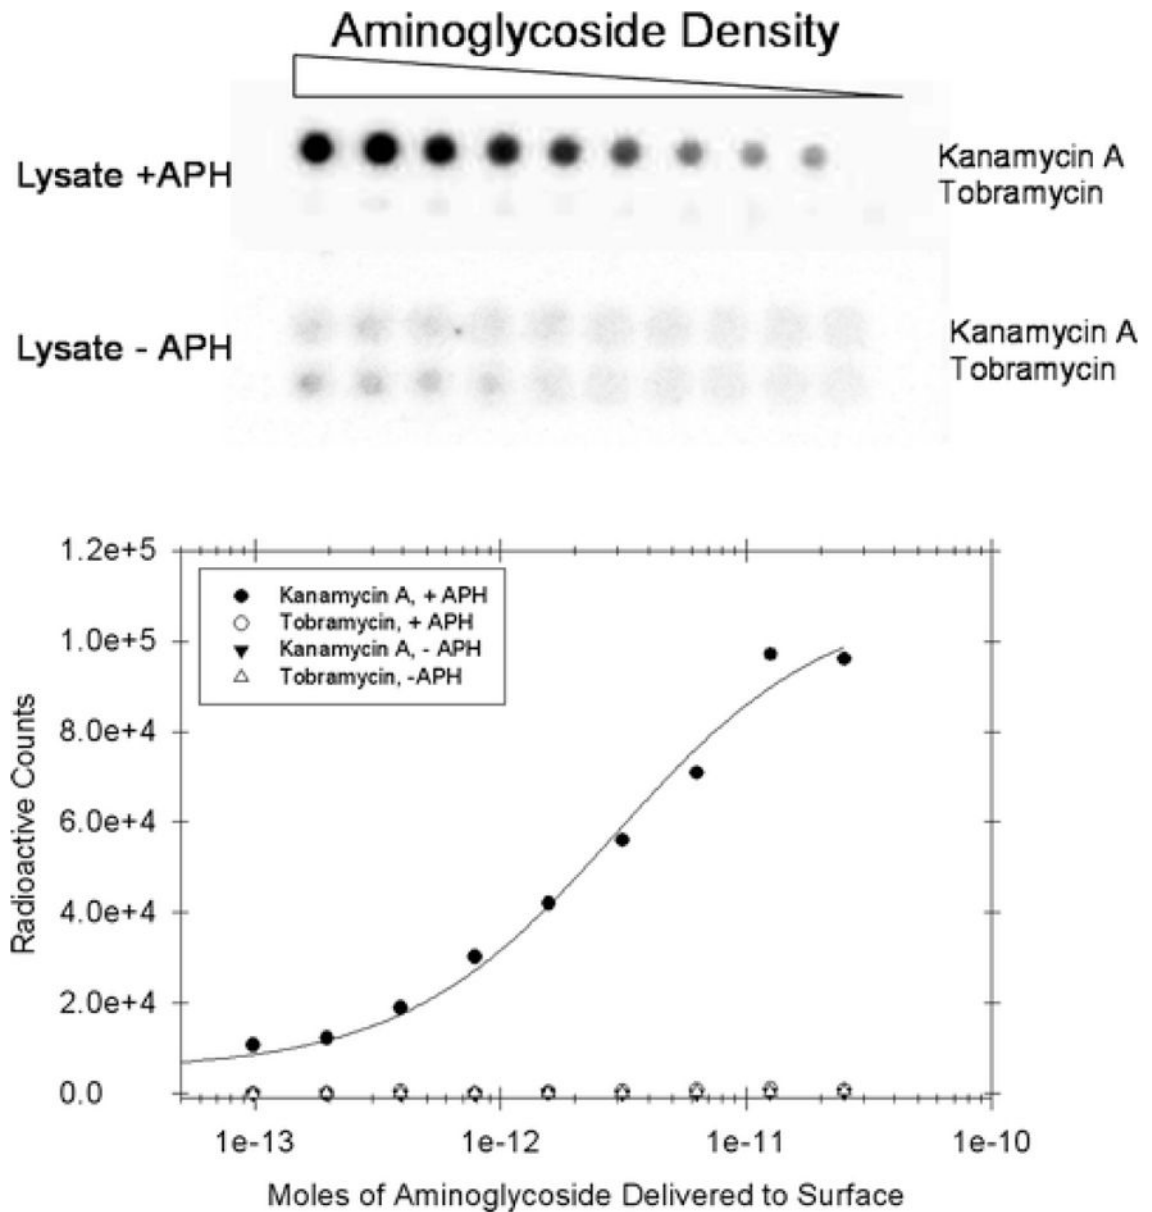 Aminoglycoside Density
Lysate +APH
Kanamycin A
Tobramycin
Lysate - APH
Kanamycin A
Tobramycin
1.2e+5
1.0e+5
8.0e+4
6.0e+4
4.0e+4
2.0e+4
0.0
Radioactive Counts
Kanamycin A, + APH
Tobramycin, + APH
Kanamycin A, - APH
Tobramycin, -APH
1e-13
1e-12
1e-11
1e-10
Moles of Aminoglycoside Delivered to Surface